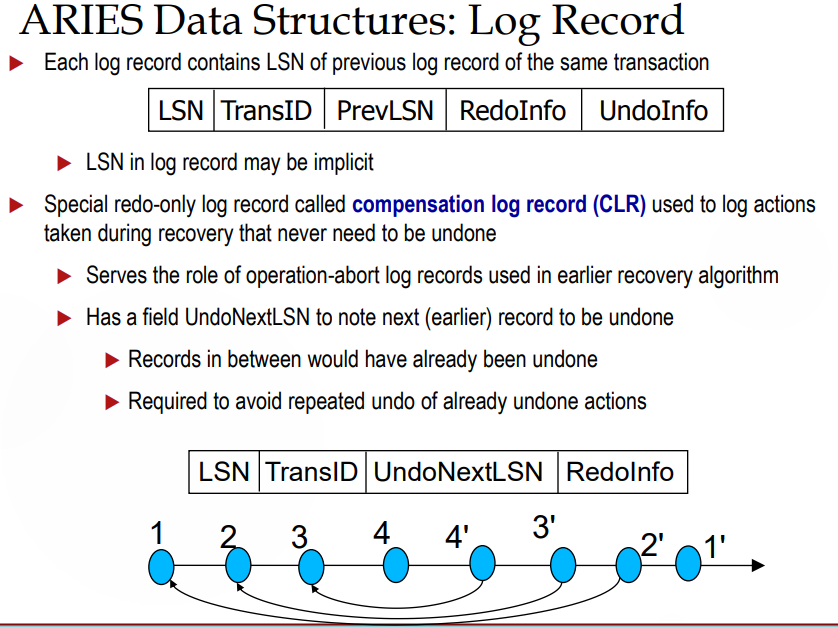 ARIES Data Structures: Log Record
Each log record contains LSN of previous log record of the same transaction
LSN TransID PrevLSN RedoInfo UndoInfo
LSN in log record may be implicit
Special redo-only log record called compensation log record (CLR) used to log actions
taken during recovery that never need to be undone
Serves the role of operation-abort log records used in earlier recovery algorithm
Has a field UndoNextLSN to note next (earlier) record to be undone
Records in between would have already been undone
Required to avoid repeated undo of already undone actions
LSN TransID UndoNextLSN RedoInfo
1 2 3 4 4' 3' 2' 1'